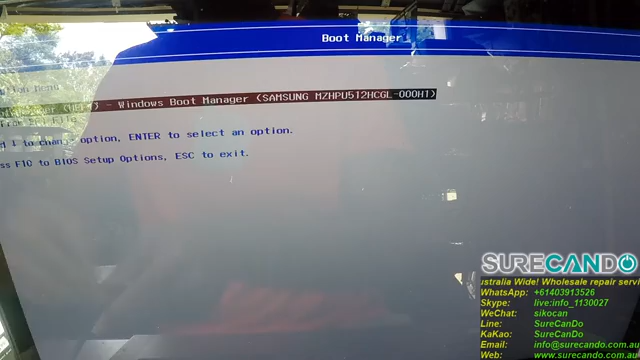 Boot Manager
Menu
- Windows Boot Manager (SAMSUNG MZHPU512HCGL-000H1)
to change option, ENTER to select an option.
F10 to BIOS Setup Options, ESC to exit.
SURECANDO
ustralia Wide! Wholesale repair servi
WhatsApp: +61403913526
Skype: live:info_1130027
WeChat: sikocan
Line: SureCanDo
KaKao: SureCanDo
Email: info@surecando.com.au
Web: www.surecando.com.au